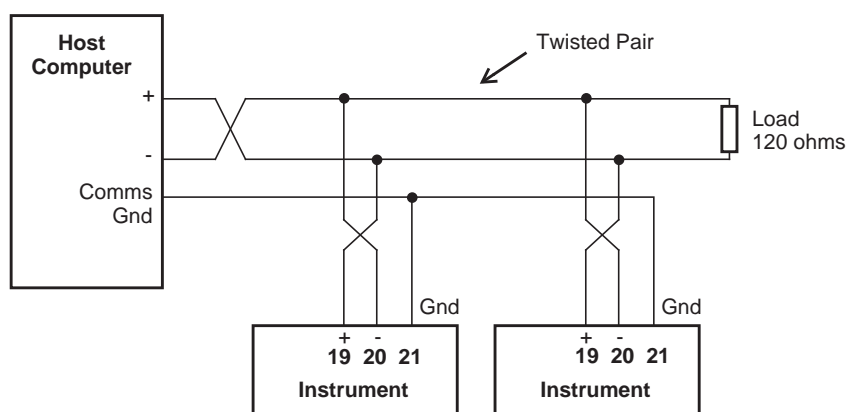 Host
Computer
Twisted Pair
+
-
Load
120 ohms
Comms
Gnd
Gnd
Gnd
+ -
19 20 21
Instrument
+ -
19 20 21
Instrument